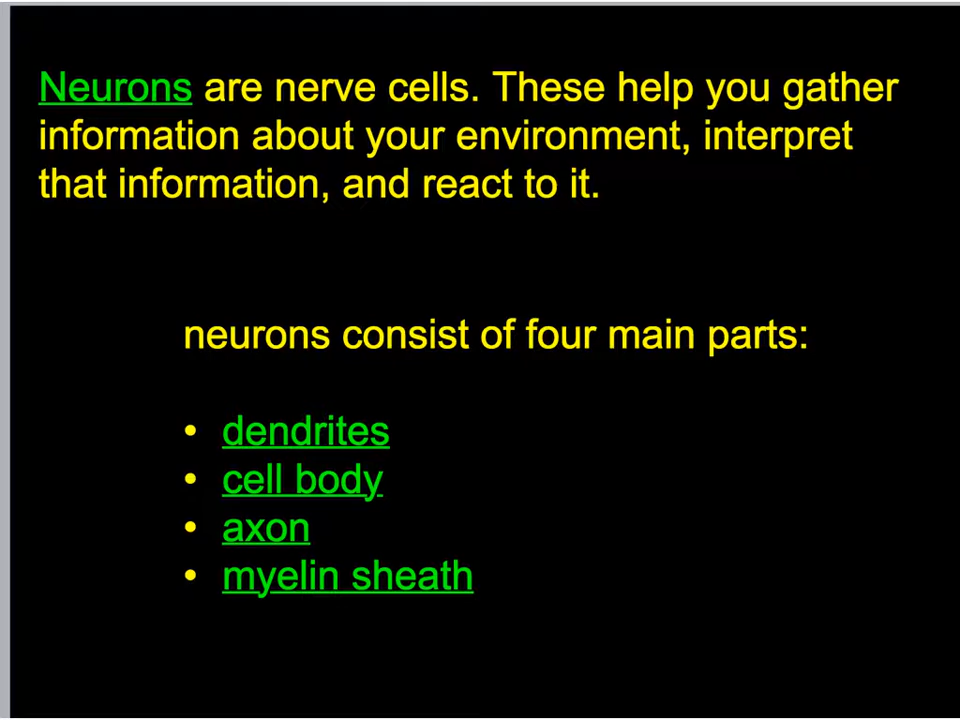 Neurons are nerve cells. These help you gather
information about your environment, interpret
that information, and react to it.
neurons consist of four main parts:
• dendrites
• cell body
• axon
• myelin sheath